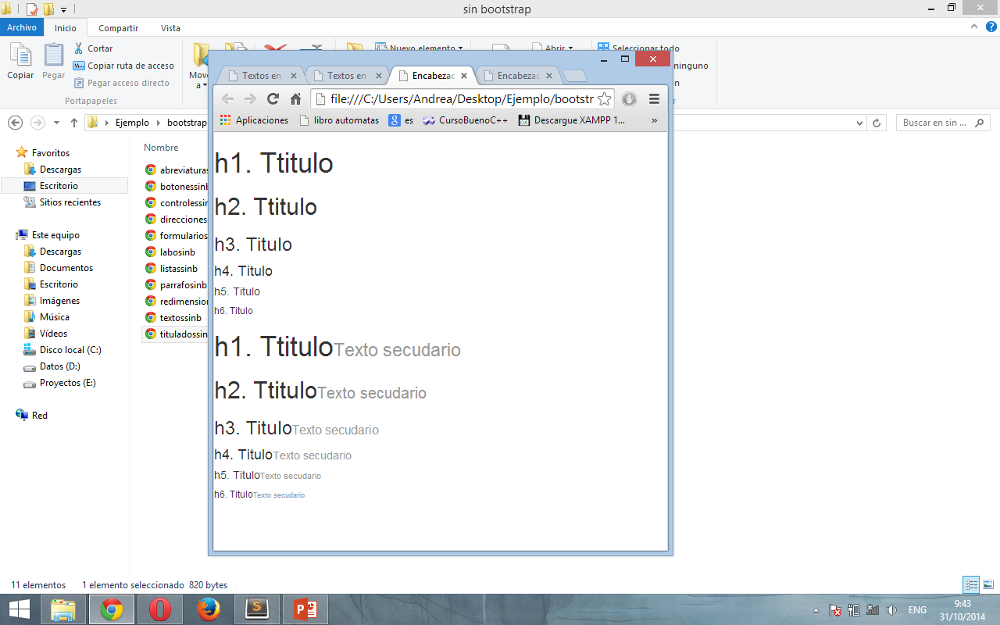 sin bootstrap
Archivo Inicio Compartir Vista
Copiar
Pegar
Cortar
Copiar ruta de acceso
Pegar acceso directo
Portapapeles
Nuevo elemento
Abrir
Seleccionar todo
ninguno
Ejemplo
bootstrap
Buscar en sin ...
Favoritos
Descargas
Escritorio
Sitios recientes
Este equipo
Descargas
Documentos
Escritorio
Imágenes
Música
Vídeos
Disco local (C:)
Datos (D:)
Proyectos (E:)
Red
Nombre
abreviaturas
botonessinb
controlessin
direcciones
formularios
labosinb
listassinb
parrafosinb
redimension
textossinb
tituladossin
Textos en
Textos en
Encabezac
Encabezac
file:///C:/Users/Andrea/Desktop/Ejemplo/bootstr
Aplicaciones libro automatas es CursoBuenoC++ Descargue XAMPP 1... »
h1. Ttitulo
h2. Ttitulo
h3. Titulo
h4. Titulo
h5. Titulo
h6. Titulo
h1. TtituloTexto secudario
h2. TtituloTexto secudario
h3. TituloTexto secudario
h4. TituloTexto secudario
h5. TituloTexto secudario
h6. TituloTexto secudario
11 elementos 1 elemento seleccionado 820 bytes
ENG
9:43
31/10/2014